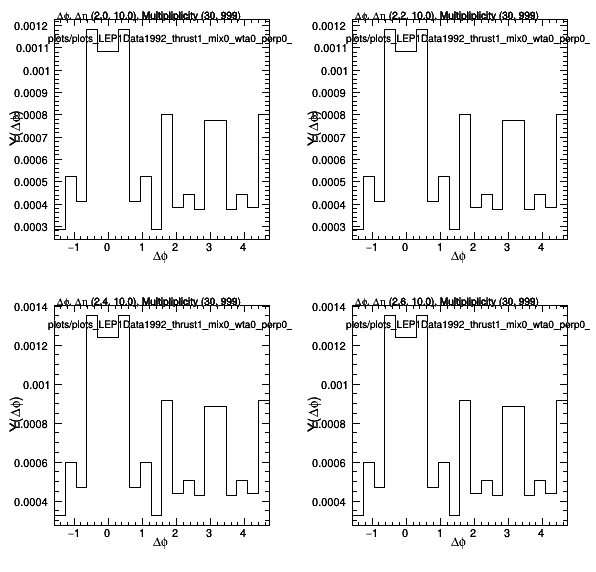 Δφ, Δη (2.0, 10.0), Multipliplicity (30, 999)
plots/plots_LEP1Data1992_thrust1_mix0_wta0_perp0_
Y(Δφ)
0.0012
0.0011
0.001
0.0009
0.0008
0.0007
0.0006
0.0005
0.0004
0.0003
−1 0 1 2 3 4
Δφ
Δφ, Δη (2.2, 10.0), Multipliplicity (30, 999)
plots/plots_LEP1Data1992_thrust1_mix0_wta0_perp0_
Y(Δφ)
0.0012
0.0011
0.001
0.0009
0.0008
0.0007
0.0006
0.0005
0.0004
0.0003
−1 0 1 2 3 4
Δφ
Δφ, Δη (2.4, 10.0), Multipliplicity (30, 999)
plots/plots_LEP1Data1992_thrust1_mix0_wta0_perp0_
Y(Δφ)
0.0014
0.0012
0.001
0.0008
0.0006
0.0004
−1 0 1 2 3 4
Δφ
Δφ, Δη (2.6, 10.0), Multipliplicity (30, 999)
plots/plots_LEP1Data1992_thrust1_mix0_wta0_perp0_
Y(Δφ)
0.0014
0.0012
0.001
0.0008
0.0006
0.0004
−1 0 1 2 3 4
Δφ